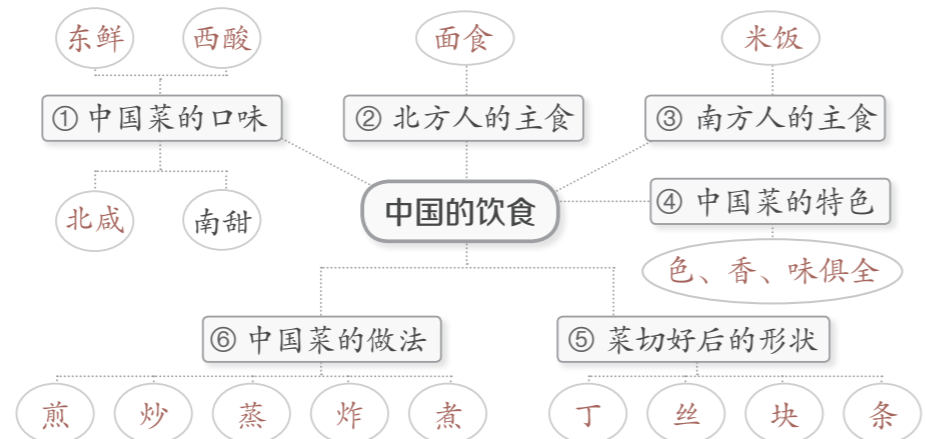 东鲜 西酸 面食 米饭
① 中国菜的口味 ② 北方人的主食 ③ 南方人的主食
④ 中国菜的特色
北咸 南甜 中国的饮食
色、香、味俱全
⑥ 中国菜的做法 ⑤ 菜切好后的形状
煎 炒 蒸 炸 煮 丁 丝 块 条